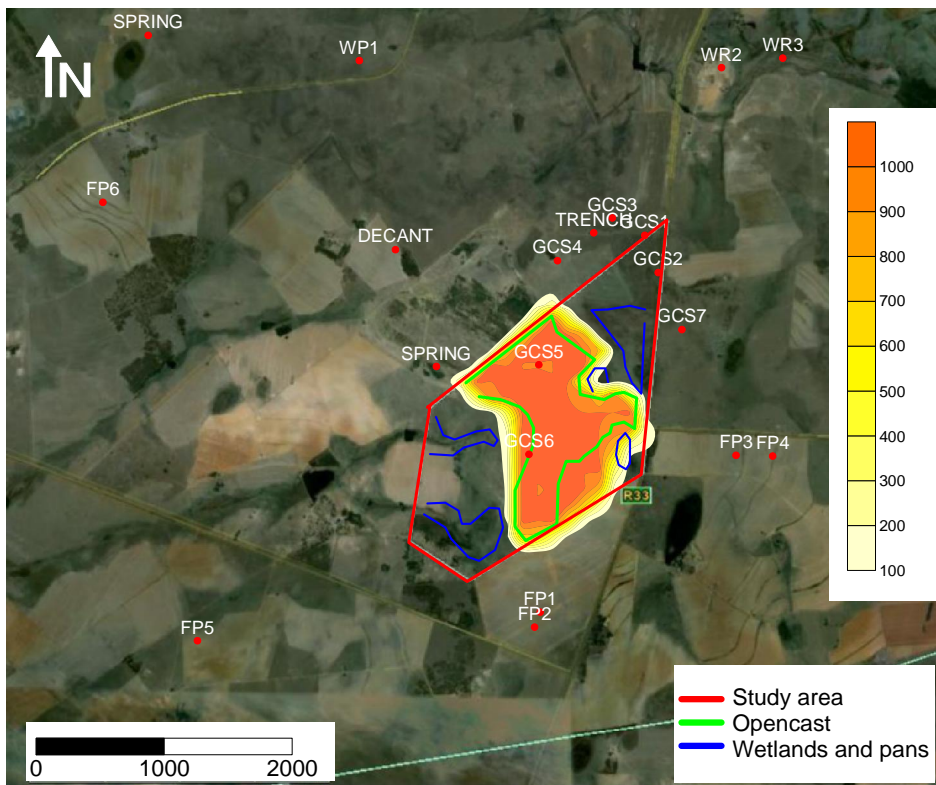 SPRING
WP1
WR2
WR3
N
FP6
GCS3
TRENCH
GCS1
DECANT
GCS4
GCS2
GCS7
SPRING
GCS5
GCS6
FP3
FP4
R33
FP1
FP2
FP5
1000
900
800
700
600
500
400
300
200
100
Study area
Opencast
Wetlands and pans
0 1000 2000